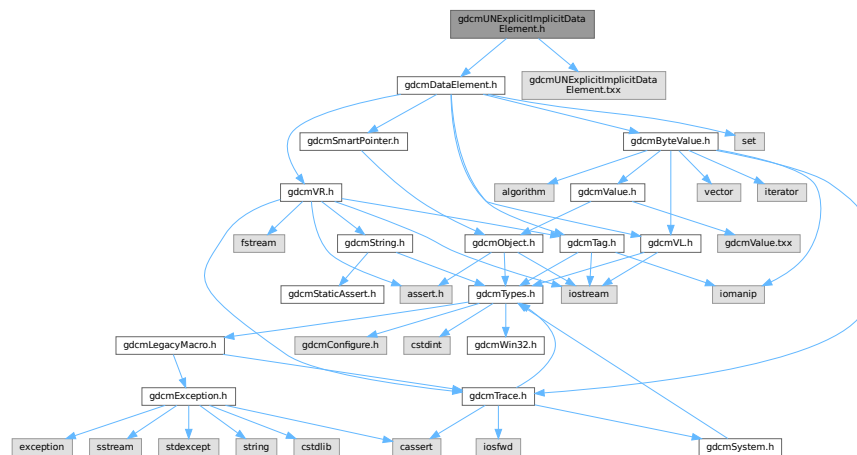 gdcmUNExplicitImplicitData
Element.h
gdcmDataElement.h
gdcmUNExplicitImplicitData
Element.txx
gdcmSmartPointer.h
gdcmByteValue.h
set
gdcmVR.h
algorithm
gdcmValue.h
vector
iterator
fstream
gdcmString.h
gdcmObject.h
gdcmTag.h
gdcmVL.h
gdcmValue.txx
gdcmStaticAssert.h
assert.h
gdcmTypes.h
iostream
iomanip
gdcmLegacyMacro.h
gdcmConfigure.h
cstdint
gdcmWin32.h
gdcmException.h
gdcmTrace.h
exception
sstream
stdexcept
string
cstdlib
cassert
iosfwd
gdcmSystem.h